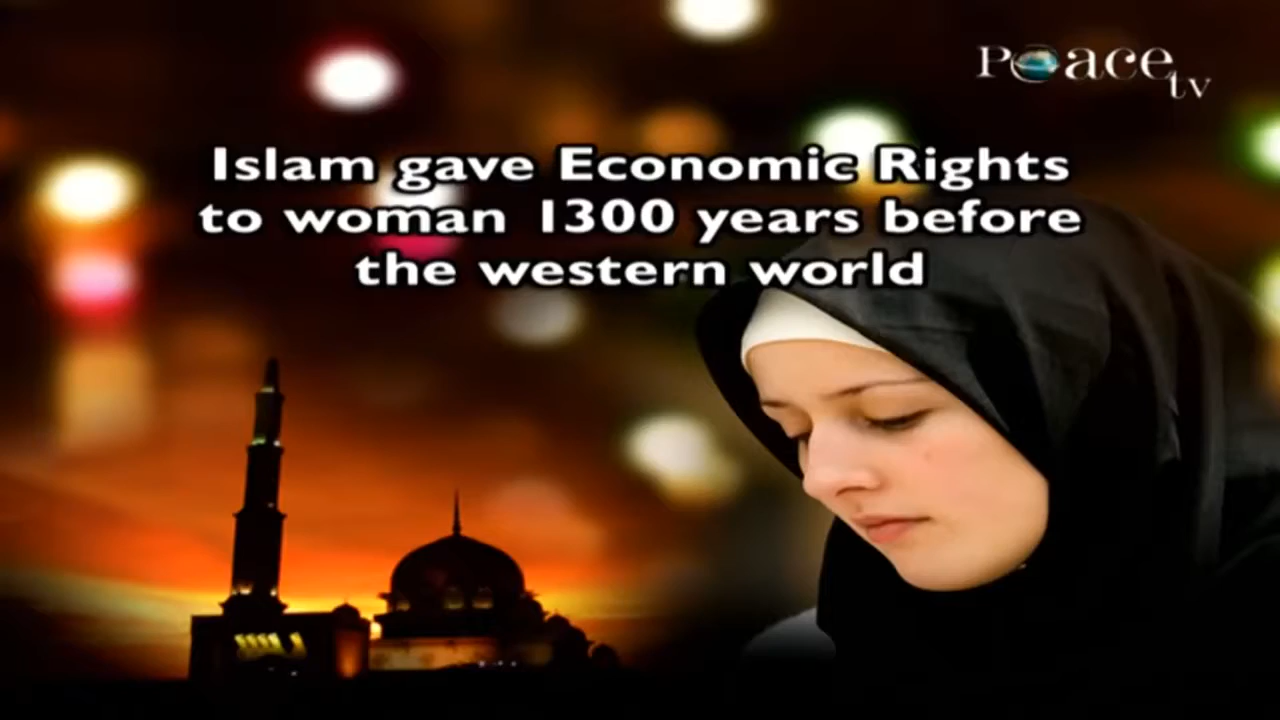 Peace tv
Islam gave Economic Rights
to woman 1300 years before
the western world